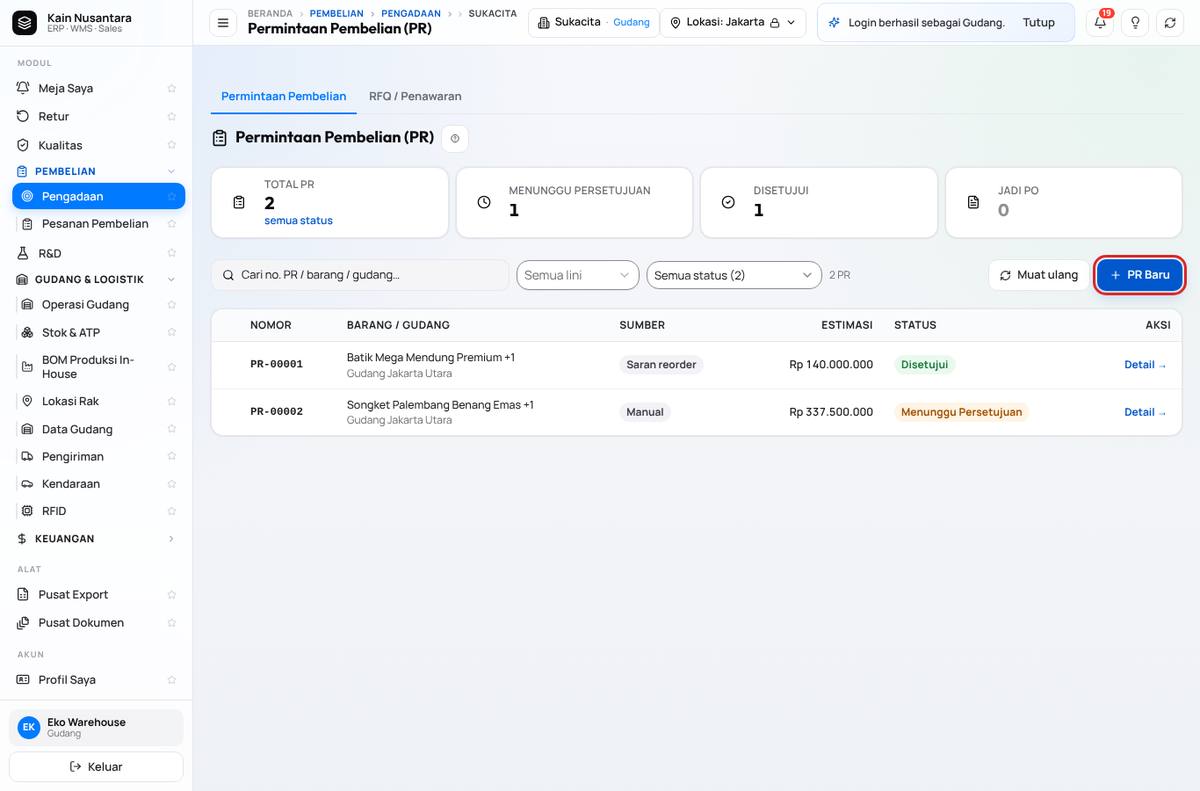 Kain Nusantara
ERP · WMS · Sales
BERANDA › PEMBELIAN › PENGADAAN › › SUKACITA
Permintaan Pembelian (PR)
Sukacita · Gudang
Lokasi: Jakarta
Login berhasil sebagai Gudang. Tutup
19
MODUL
Meja Saya
Retur
Kualitas
PEMBELIAN
Pengadaan
Pesanan Pembelian
R&D
GUDANG & LOGISTIK
Operasi Gudang
Stok & ATP
BOM Produksi In-
House
Lokasi Rak
Data Gudang
Pengiriman
Kendaraan
RFID
KEUANGAN
ALAT
Pusat Export
Pusat Dokumen
AKUN
Profil Saya
EK
Eko Warehouse
Gudang
Keluar
Permintaan Pembelian RFQ / Penawaran
Permintaan Pembelian (PR)
TOTAL PR
2
semua status
MENUNGGU PERSETUJUAN
1
DISETUJUI
1
JADI PO
0
Cari no. PR / barang / gudang...
Semua lini
Semua status (2)
2 PR
Muat ulang
+ PR Baru
NOMOR BARANG / GUDANG SUMBER ESTIMASI STATUS AKSI
PR-00001 Batik Mega Mendung Premium +1 Saran reorder Rp 140.000.000 Disetujui Detail →
Gudang Jakarta Utara
PR-00002 Songket Palembang Benang Emas +1 Manual Rp 337.500.000 Menunggu Persetujuan Detail →
Gudang Jakarta Utara